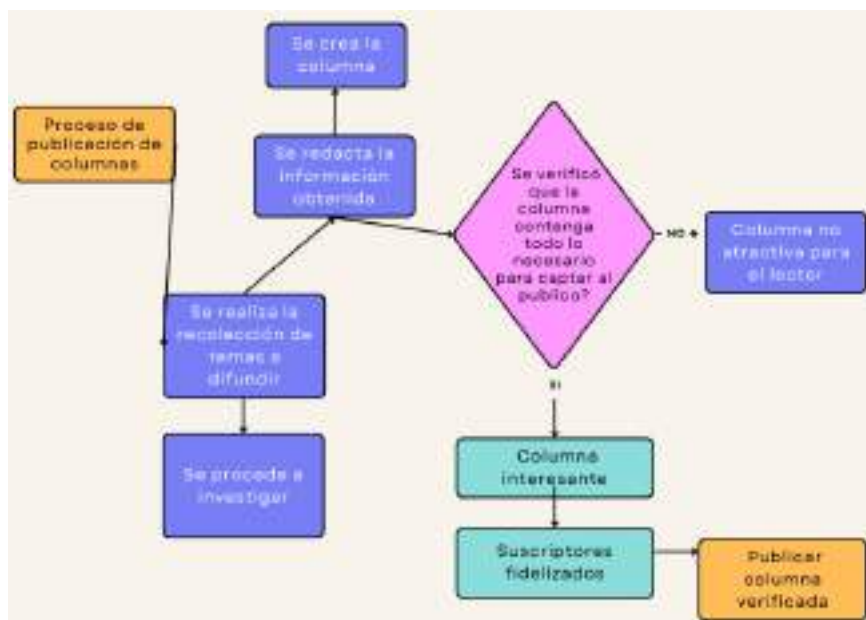 Se crea la
columna
Proceso de
publicación de
columnas
Se redacta la
información
obtenida
Se verificó
que la
columna
contenga
todo lo
necesario
para captar al
publico?
NO
Columna no
atractiva para
el lector
Se realiza la
recolección de
temas a
difundir
Se procede a
investigar
SI
Columna
interesante
Suscriptores
fidelizados
Publicar
columna
verificada